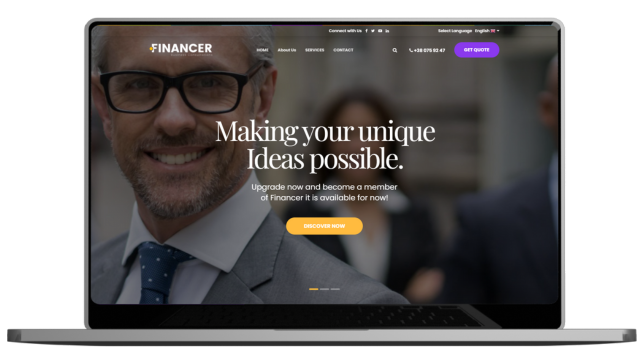 Connect with Us
Select Language English
FINANCER
HOME About Us SERVICES CONTACT
+38 076 92 47
GET QUOTE
Making your unique
Ideas possible.
Upgrade now and become a member
of Financer it is available for now!
DISCOVER NOW